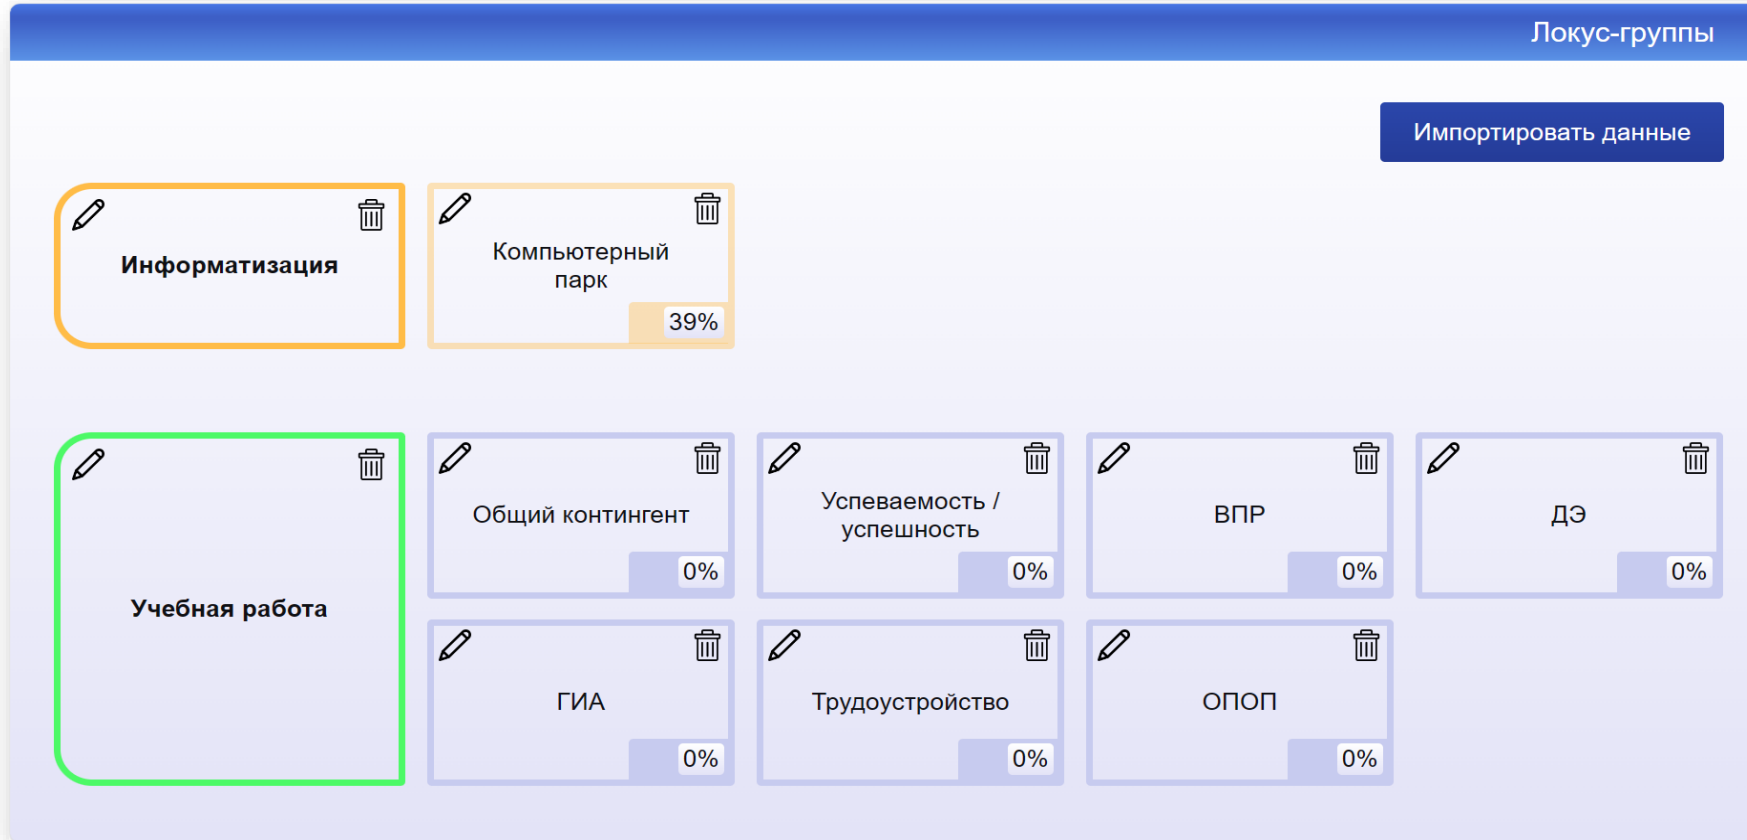 Локус-группы
Импортировать данные
Информатизация
Компьютерный
парк
39%
Учебная работа
Общий контингент
0%
Успеваемость /
успешность
0%
ВПР
0%
ДЭ
0%
ГИА
0%
Трудоустройство
0%
ОПОП
0%